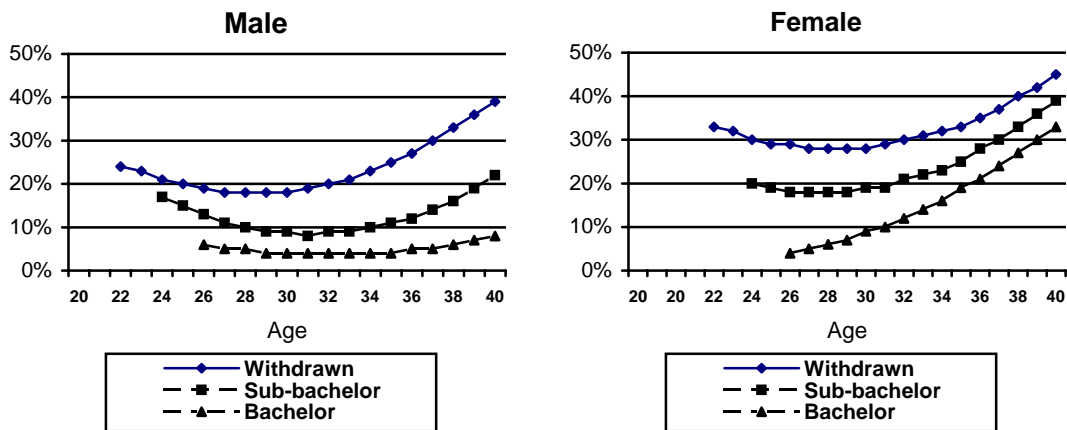 Male
50%
40%
30%
20%
10%
0%
20 22 24 26 28 30 32 34 36 38 40
Age
Withdrawn
Sub-bachelor
Bachelor
Female
50%
40%
30%
20%
10%
0%
20 20 22 24 26 28 30 32 34 36 38 40
Age
Withdrawn
Sub-bachelor
Bachelor